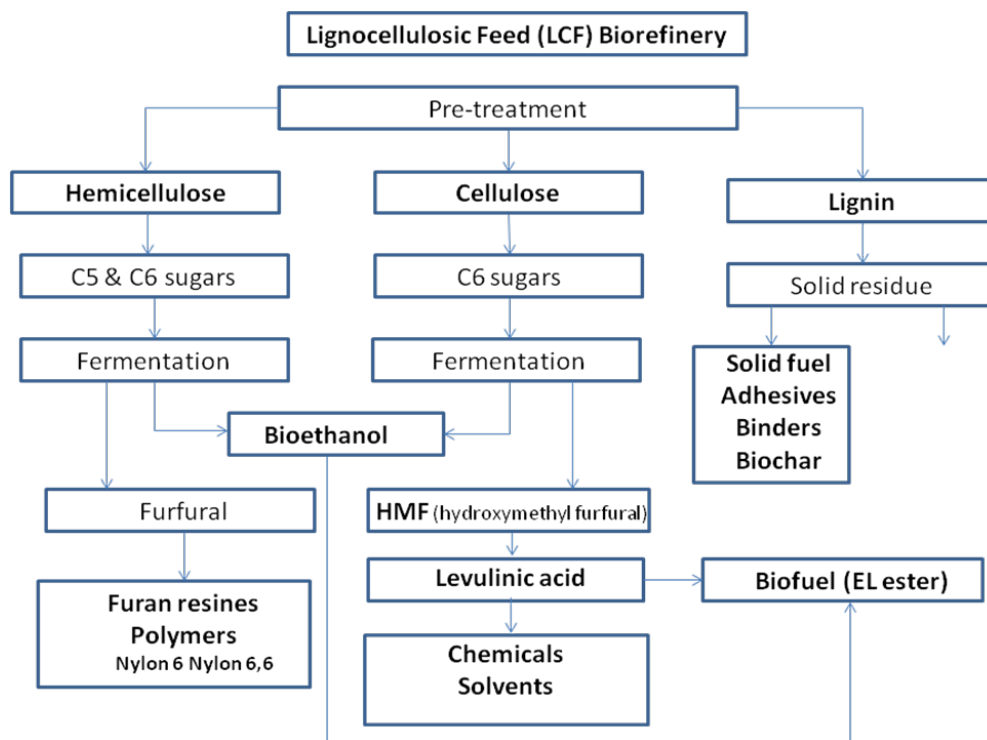 Lignocellulosic Feed (LCF) Biorefinery
Pre-treatment
Hemicellulose
Cellulose
Lignin
C5 & C6 sugars
C6 sugars
Solid residue
Fermentation
Fermentation
Solid fuel
Adhesives
Binders
Biochar
Bioethanol
Furfural
HMF (hydroxymethyl furfural)
Levulinic acid
Biofuel (EL ester)
Furan resines
Polymers
Nylon 6 Nylon 6,6
Chemicals
Solvents